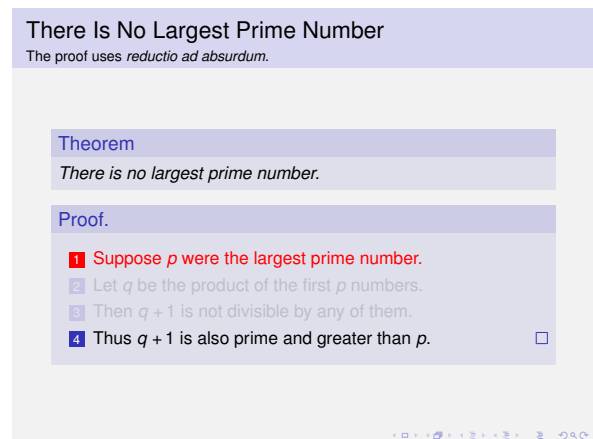 There Is No Largest Prime Number
The proof uses reductio ad absurdum.
Theorem
There is no largest prime number.
Proof.
1 Suppose p were the largest prime number.
2 Let q be the product of the first p numbers.
3 Then q + 1 is not divisible by any of them.
4 Thus q + 1 is also prime and greater than p. □